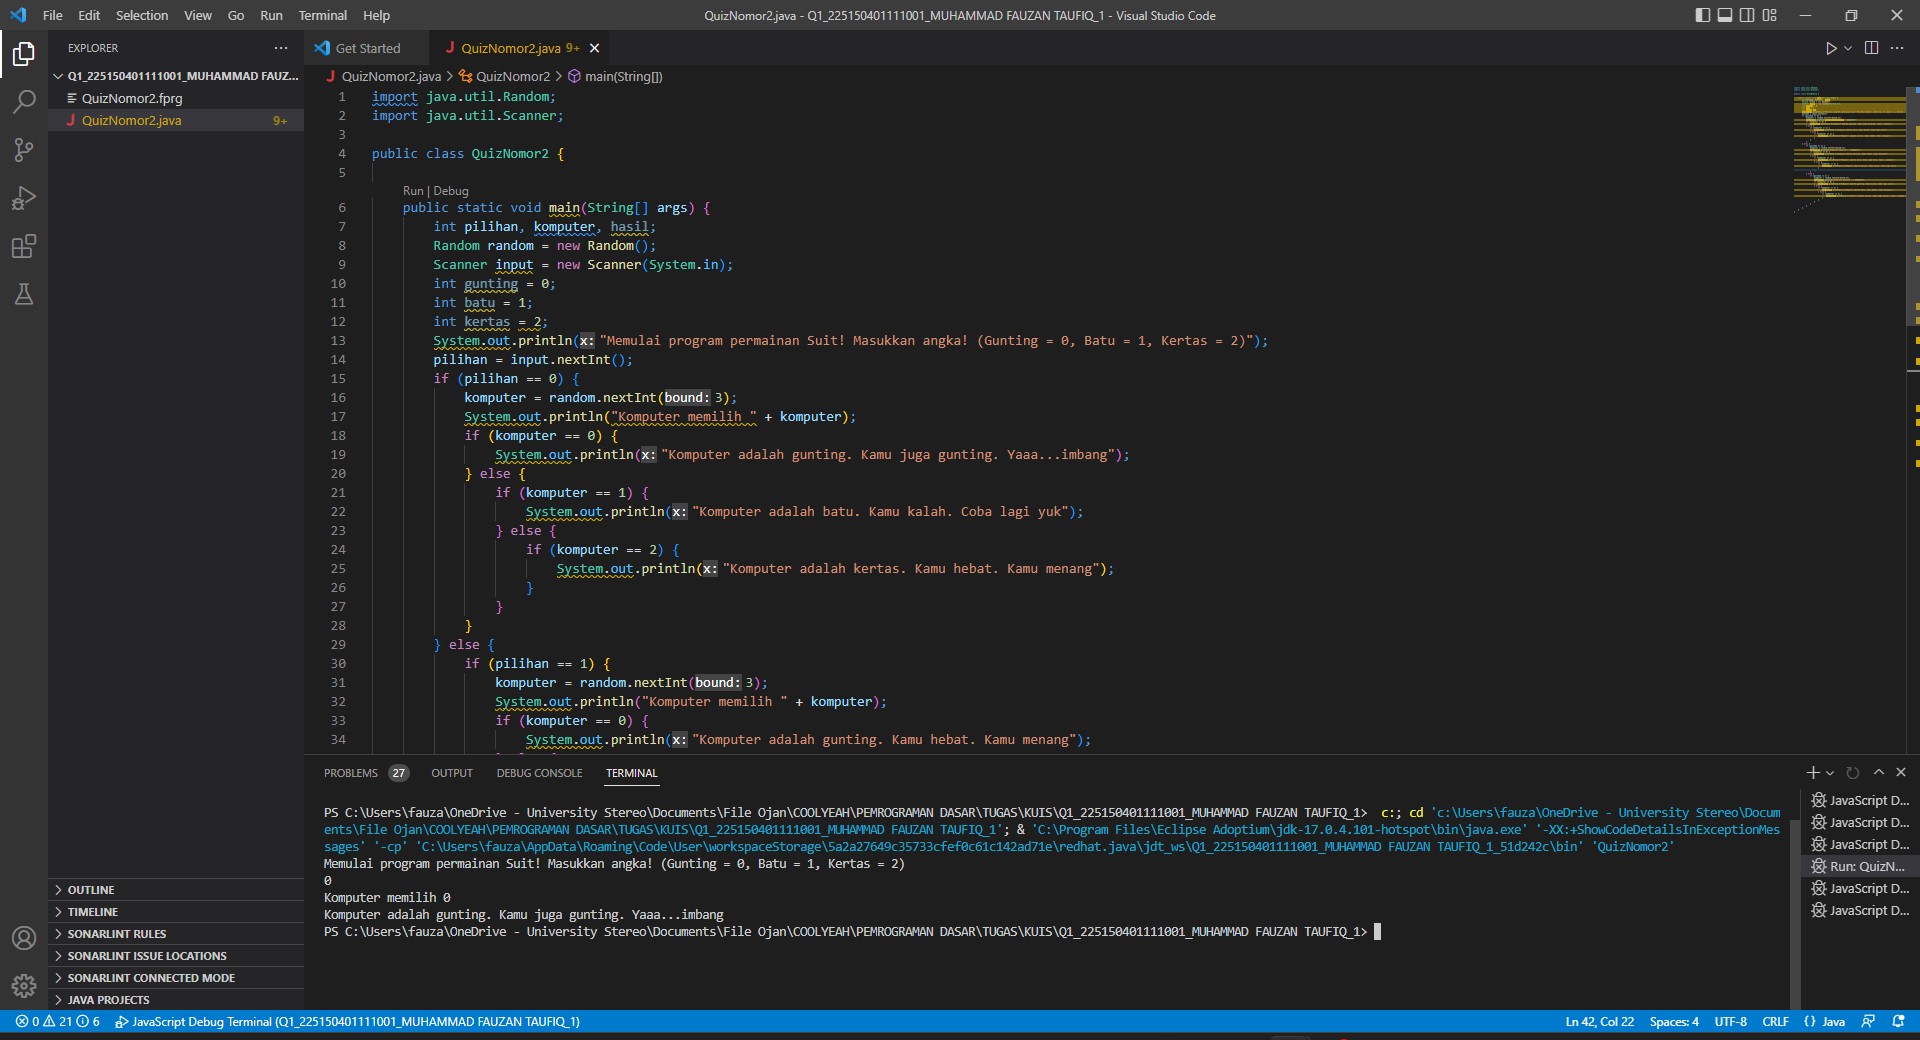 File Edit Selection View Go Run Terminal Help
QuizNomor2.java - Q1_225150401111001_MUHAMMAD FAUZAN TAUFIQ_1 - Visual Studio Code
EXPLORER
Q1_225150401111001_MUHAMMAD FAUZ...
QuizNomor2.fprg
QuizNomor2.java 9+
OUTLINE
TIMELINE
SONARLINT RULES
SONARLINT ISSUE LOCATIONS
SONARLINT CONNECTED MODE
JAVA PROJECTS
Get Started
QuizNomor2.java 9+
QuizNomor2.java > QuizNomor2 > main(String[])
1 import java.util.Random;
2 import java.util.Scanner;
3
4 public class QuizNomor2 {
5
Run | Debug
6 public static void main(String[] args) {
7 int pilihan, komputer, hasil;
8 Random random = new Random();
9 Scanner input = new Scanner(System.in);
10 int gunting = 0;
11 int batu = 1;
12 int kertas = 2;
13 System.out.println(x: "Memulai program permainan Suit! Masukkan angka! (Gunting = 0, Batu = 1, Kertas = 2)");
14 pilihan = input.nextInt();
15 if (pilihan == 0) {
16 komputer = random.nextInt(bound: 3);
17 System.out.println("Komputer memilih " + komputer);
18 if (komputer == 0) {
19 System.out.println(x: "Komputer adalah gunting. Kamu juga gunting. Yaaa...imbang");
20 } else {
21 if (komputer == 1) {
22 System.out.println(x: "Komputer adalah batu. Kamu kalah. Coba lagi yuk");
23 } else {
24 if (komputer == 2) {
25 System.out.println(x: "Komputer adalah kertas. Kamu hebat. Kamu menang");
26 }
27 }
28 }
29 } else {
30 if (pilihan == 1) {
31 komputer = random.nextInt(bound: 3);
32 System.out.println("Komputer memilih " + komputer);
33 if (komputer == 0) {
34 System.out.println(x: "Komputer adalah gunting. Kamu hebat. Kamu menang");
PROBLEMS 27 OUTPUT DEBUG CONSOLE TERMINAL
PS C:\Users\fauza\OneDrive - University Stereo\Documents\File Ojan\COOLYEAH\PEMROGRAMAN DASAR\TUGAS\KUIS\Q1_225150401111001_MUHAMMAD FAUZAN TAUFIQ_1> c:; cd 'c:\Users\fauza\OneDrive - University Stereo\Docum
ents\File Ojan\COOLYEAH\PEMROGRAMAN DASAR\TUGAS\KUIS\Q1_225150401111001_MUHAMMAD FAUZAN TAUFIQ_1'; & 'C:\Program Files\Eclipse Adoptium\jdk-17.0.4.101-hotspot\bin\java.exe' '-XX:+ShowCodeDetailsInExceptionMes
sages' '-cp' 'C:\Users\fauza\AppData\Roaming\Code\User\workspaceStorage\5a2a27649c35733cfef0c61c142ad71e\redhat.java\jdt_ws\Q1_225150401111001_MUHAMMAD FAUZAN TAUFIQ_1_51d242c\bin' 'QuizNomor2'
Memulai program permainan Suit! Masukkan angka! (Gunting = 0, Batu = 1, Kertas = 2)
0
Komputer memilih 0
Komputer adalah gunting. Kamu juga gunting. Yaaa...imbang
PS C:\Users\fauza\OneDrive - University Stereo\Documents\File Ojan\COOLYEAH\PEMROGRAMAN DASAR\TUGAS\KUIS\Q1_225150401111001_MUHAMMAD FAUZAN TAUFIQ_1>
JavaScript D...
JavaScript D...
JavaScript D...
Run: QuizN...
JavaScript D...
JavaScript D...
0 21 6 JavaScript Debug Terminal (Q1_225150401111001_MUHAMMAD FAUZAN TAUFIQ_1)
Ln 42, Col 22 Spaces: 4 UTF-8 CRLF {} Java